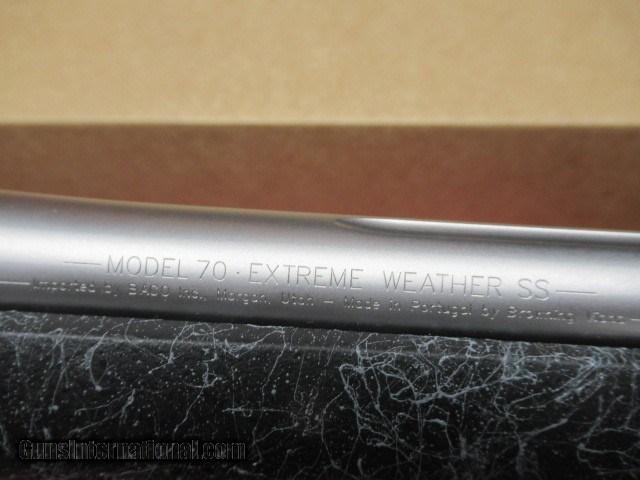 — MODEL 70 · EXTREME WEATHER SS —
— Imported by BACO Inc., Morgan, Utah — Made in Portugal by Browning Viana
GunsInternational.com